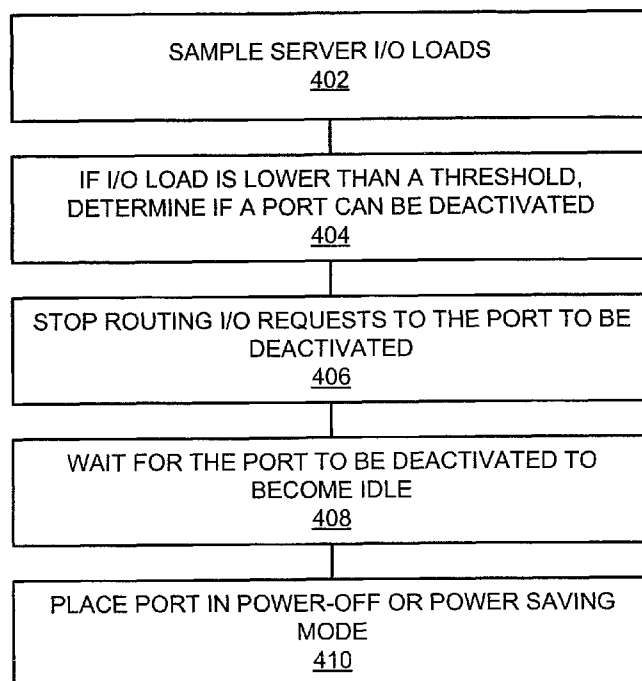 SAMPLE SERVER I/O LOADS
402
IF I/O LOAD IS LOWER THAN A THRESHOLD,
DETERMINE IF A PORT CAN BE DEACTIVATED
404
STOP ROUTING I/O REQUESTS TO THE PORT TO BE
DEACTIVATED
406
WAIT FOR THE PORT TO BE DEACTIVATED TO
BECOME IDLE
408
PLACE PORT IN POWER-OFF OR POWER SAVING
MODE
410